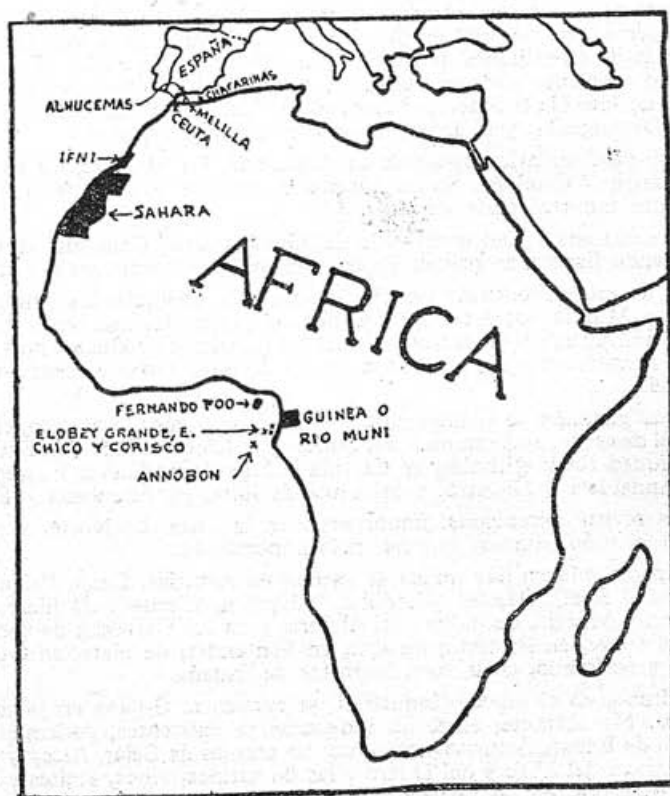 ESPAÑA
CHAFARINAS
ALHUCEMAS
MELILLA
CEUTA
IFNI
SAHARA
AFRICA
FERNANDO POO
GUINEA O
RIO MUNI
ELOBEY GRANDE, E.
CHICO Y CORISCO
ANNOBON